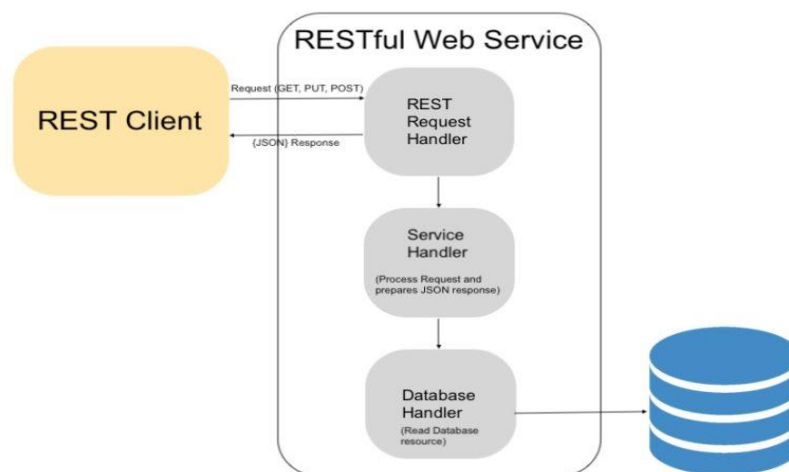 RESTful Web Service
REST Client
Request (GET, PUT, POST)
{JSON} Response
REST
Request
Handler
Service
Handler
(Process Request and
prepares JSON response)
Database
Handler
(Read Database
resource)